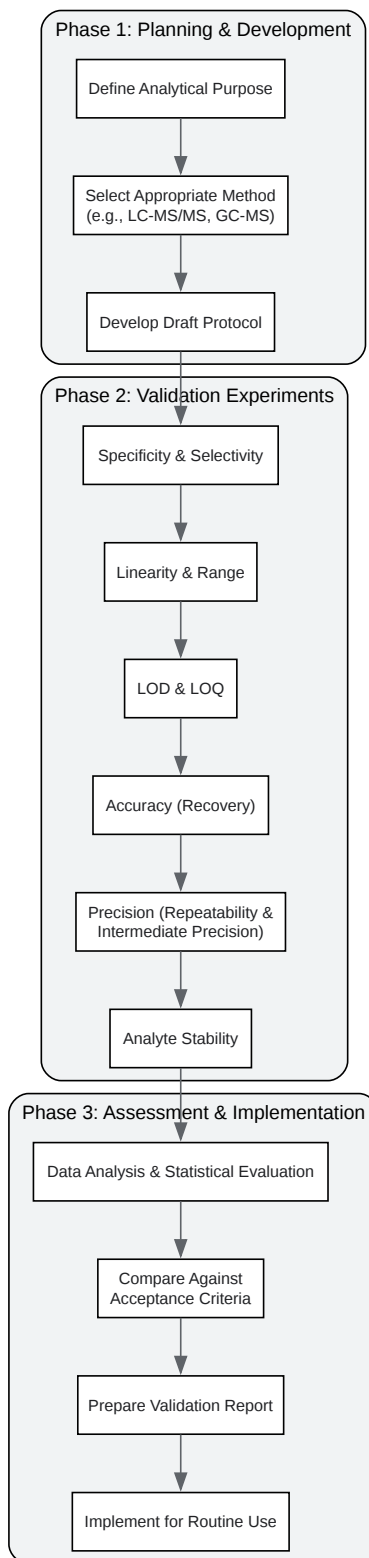 Phase 1: Planning & Development
Define Analytical Purpose
Select Appropriate Method
(e.g., LC-MS/MS, GC-MS)
Develop Draft Protocol
Phase 2: Validation Experiments
Specificity & Selectivity
Linearity & Range
LOD & LOQ
Accuracy (Recovery)
Precision (Repeatability &
Intermediate Precision)
Analyte Stability
Phase 3: Assessment & Implementation
Data Analysis & Statistical Evaluation
Compare Against
Acceptance Criteria
Prepare Validation Report
Implement for Routine Use